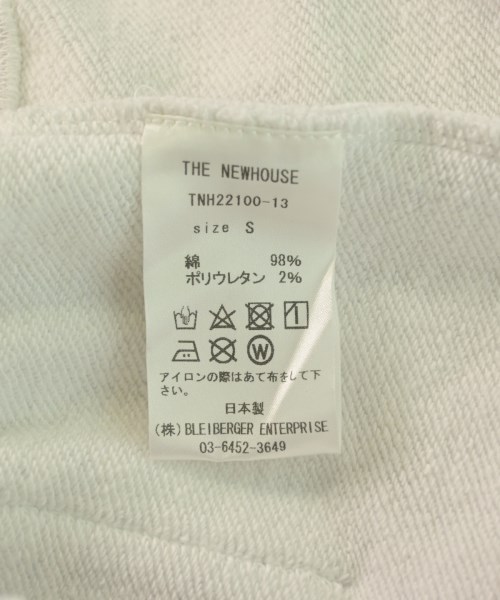 THE NEWHOUSE
TNH22100-13
size S
綿 98%
ポリウレタン 2%
W
アイロンの際はあて布をして下
さい。
日本製
(株)BLEIBERGER ENTERPRISE
03-6452-3649